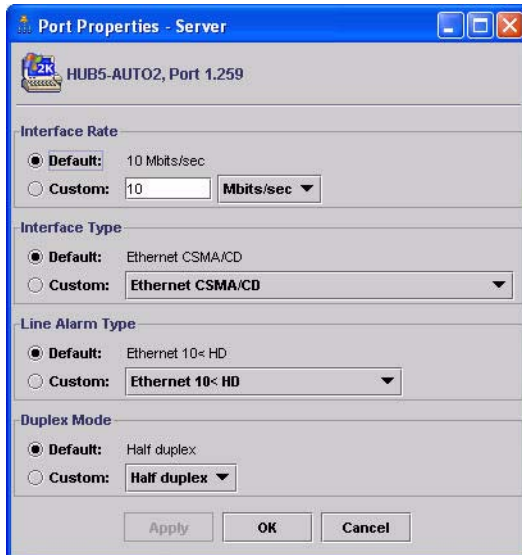 Port Properties - Server
2K
HUB5-AUTO2, Port 1.259
Interface Rate
Default: 10 Mbits/sec
Custom: 10 Mbits/sec
Interface Type
Default: Ethernet CSMA/CD
Custom: Ethernet CSMA/CD
Line Alarm Type
Default: Ethernet 10< HD
Custom: Ethernet 10< HD
Duplex Mode
Default: Half duplex
Custom: Half duplex
Apply OK Cancel